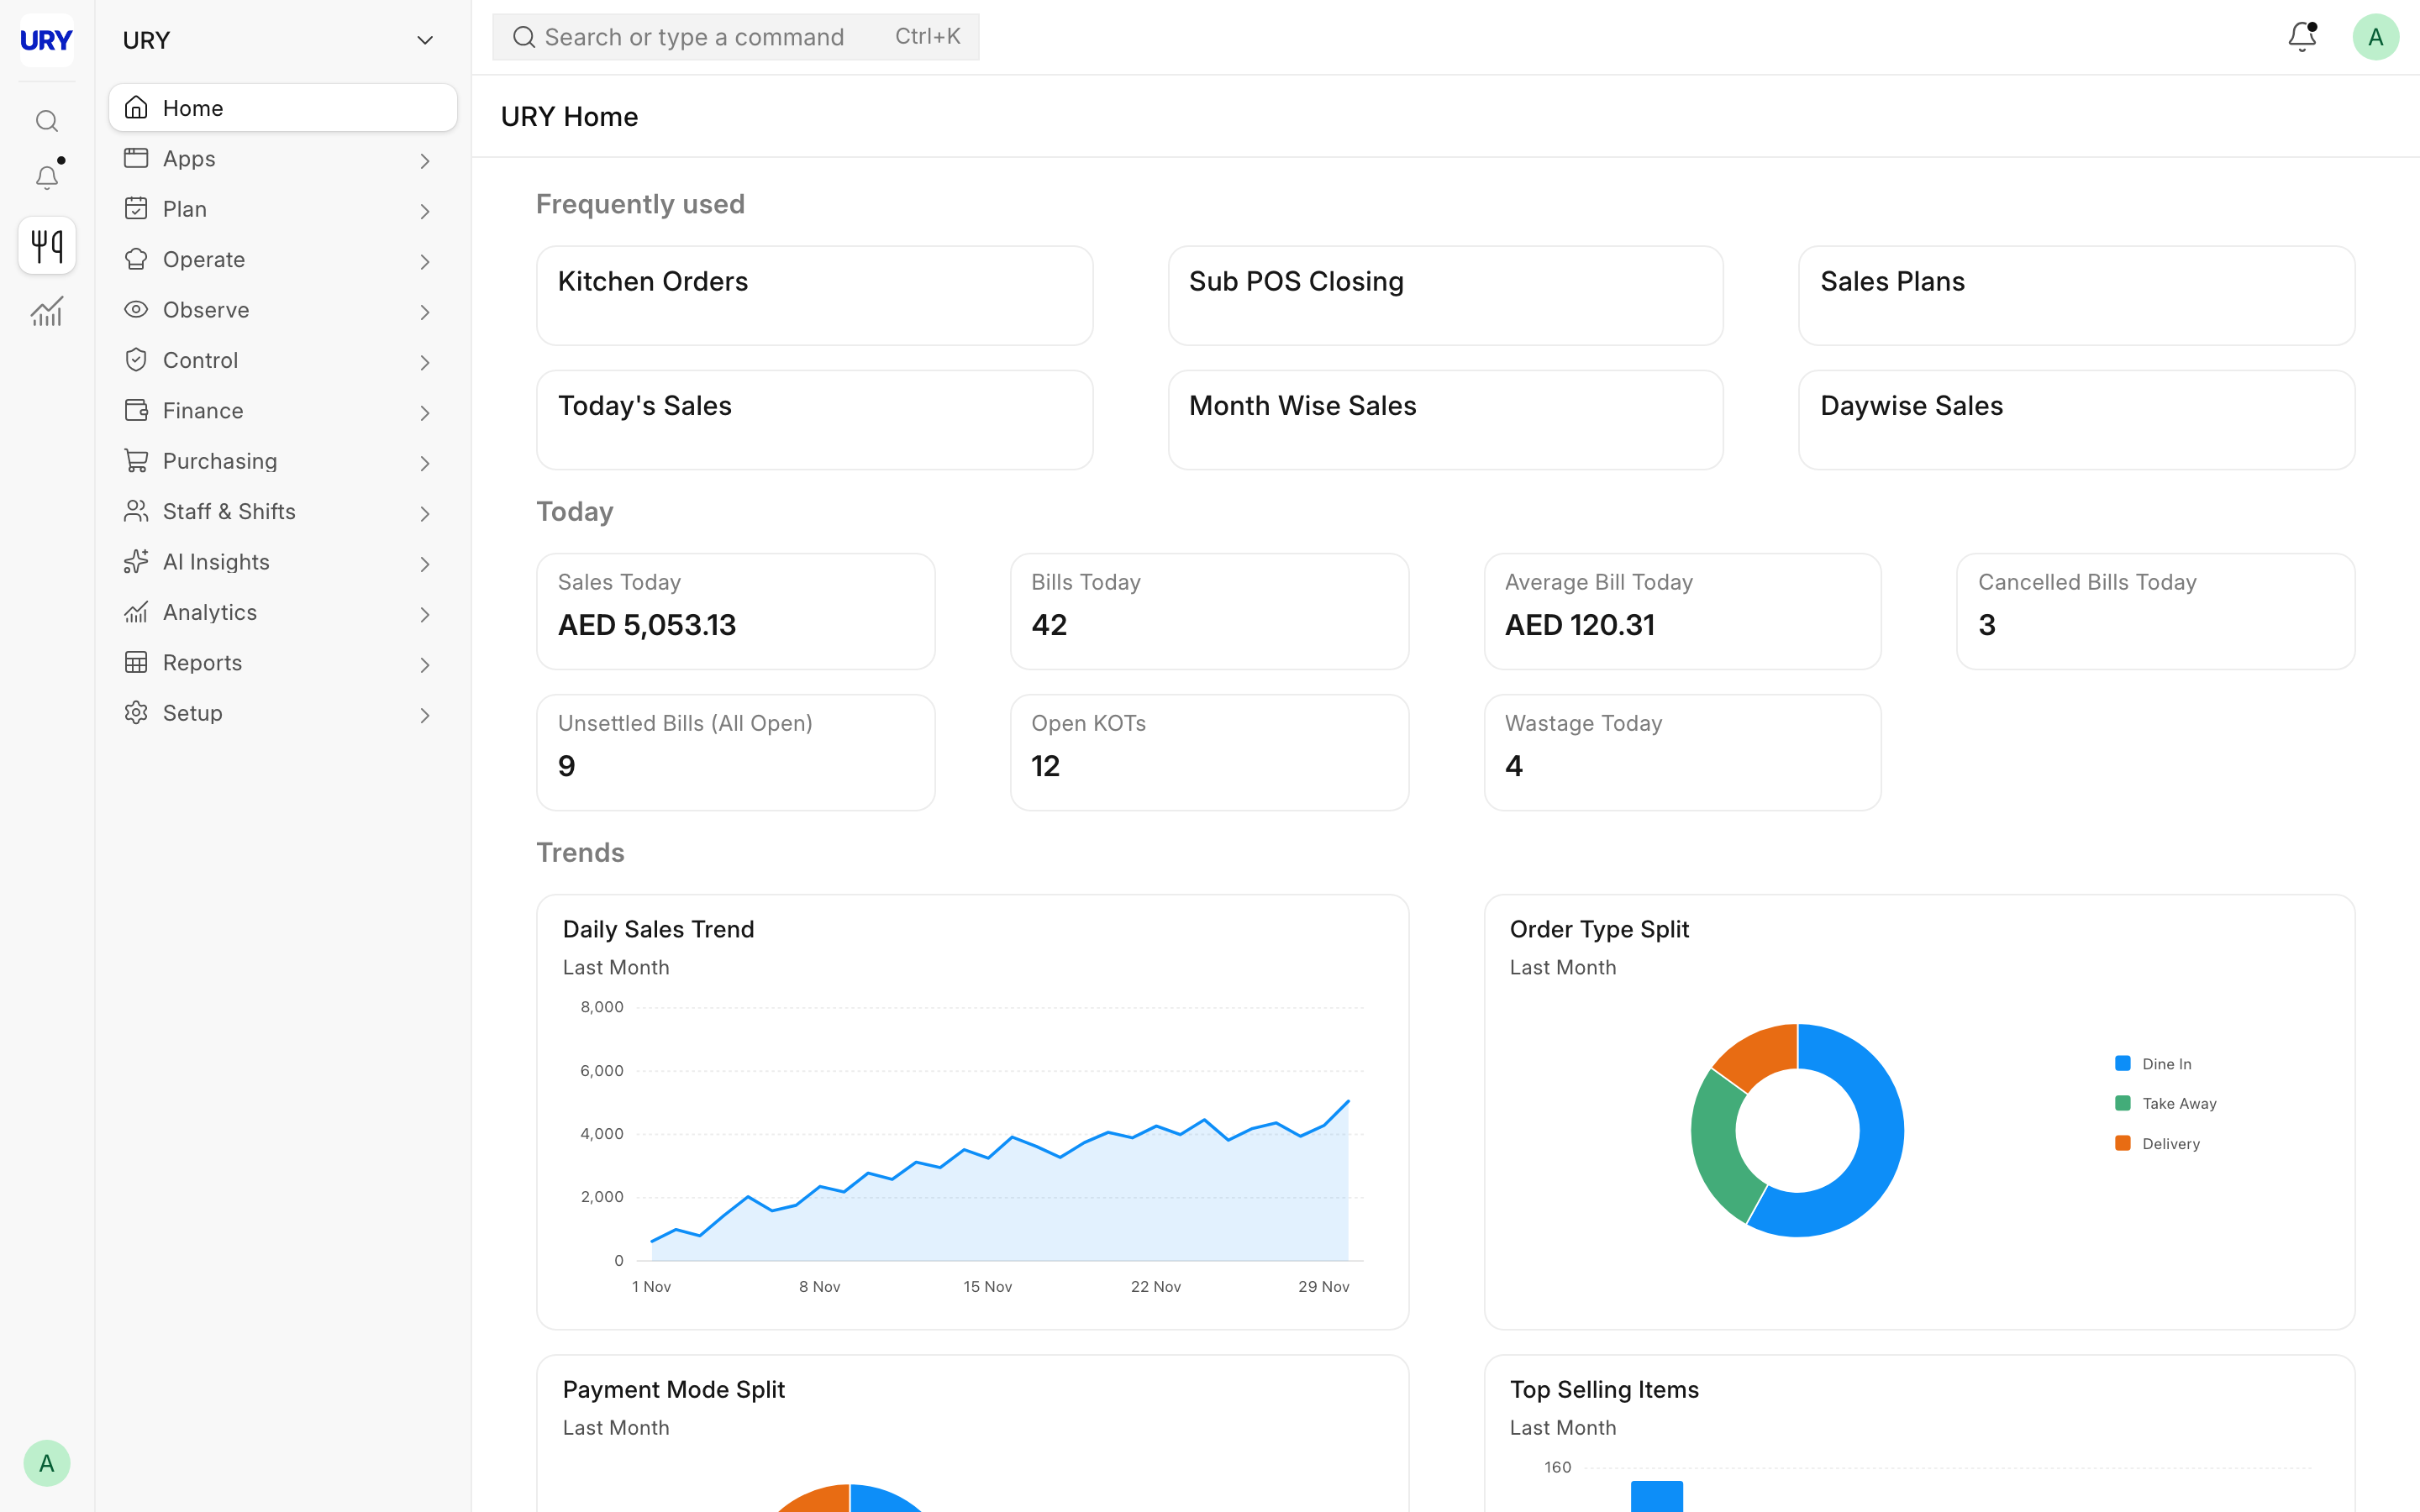 URY
URY
Search or type a command Ctrl+K
A
Home
Apps
Plan
Operate
Observe
Control
Finance
Purchasing
Staff & Shifts
AI Insights
Analytics
Reports
Setup
A
URY Home
Frequently used
Kitchen Orders
Sub POS Closing
Sales Plans
Today's Sales
Month Wise Sales
Daywise Sales
Today
Sales Today
AED 5,053.13
Bills Today
42
Average Bill Today
AED 120.31
Cancelled Bills Today
3
Unsettled Bills (All Open)
9
Open KOTs
12
Wastage Today
4
Trends
Daily Sales Trend
Last Month
8,000
6,000
4,000
2,000
0
1 Nov 8 Nov 15 Nov 22 Nov 29 Nov
Order Type Split
Last Month
Dine In
Take Away
Delivery
Payment Mode Split
Last Month
Top Selling Items
Last Month
160